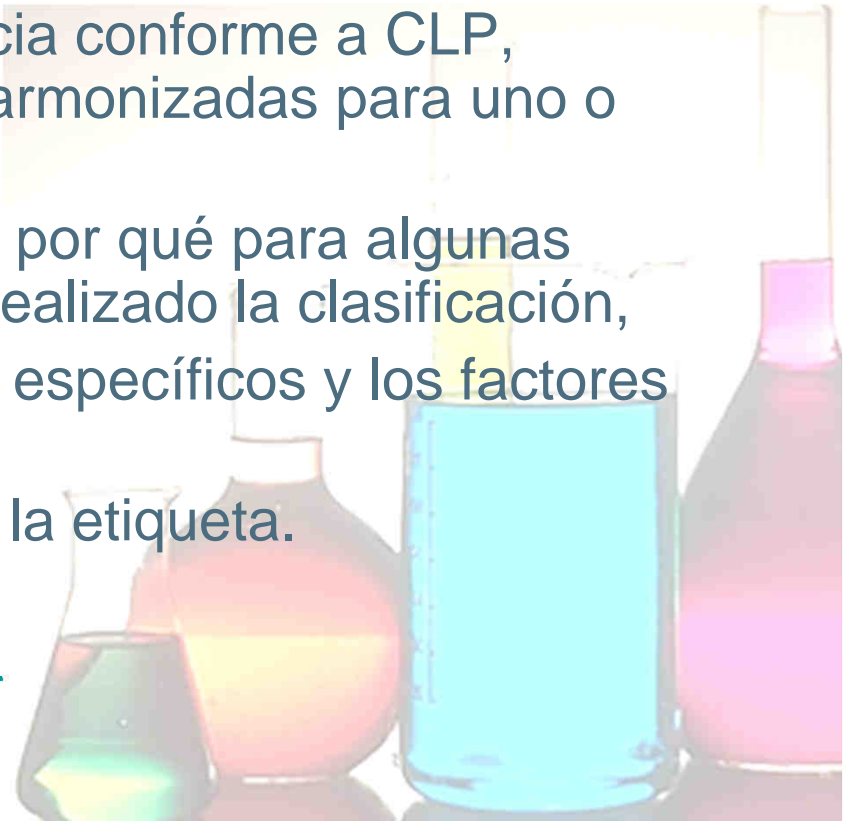 cia conforme a CLP,
armonizadas para uno o
por qué para algunas
ealizado la clasificación,
específicos y los factores
la etiqueta.